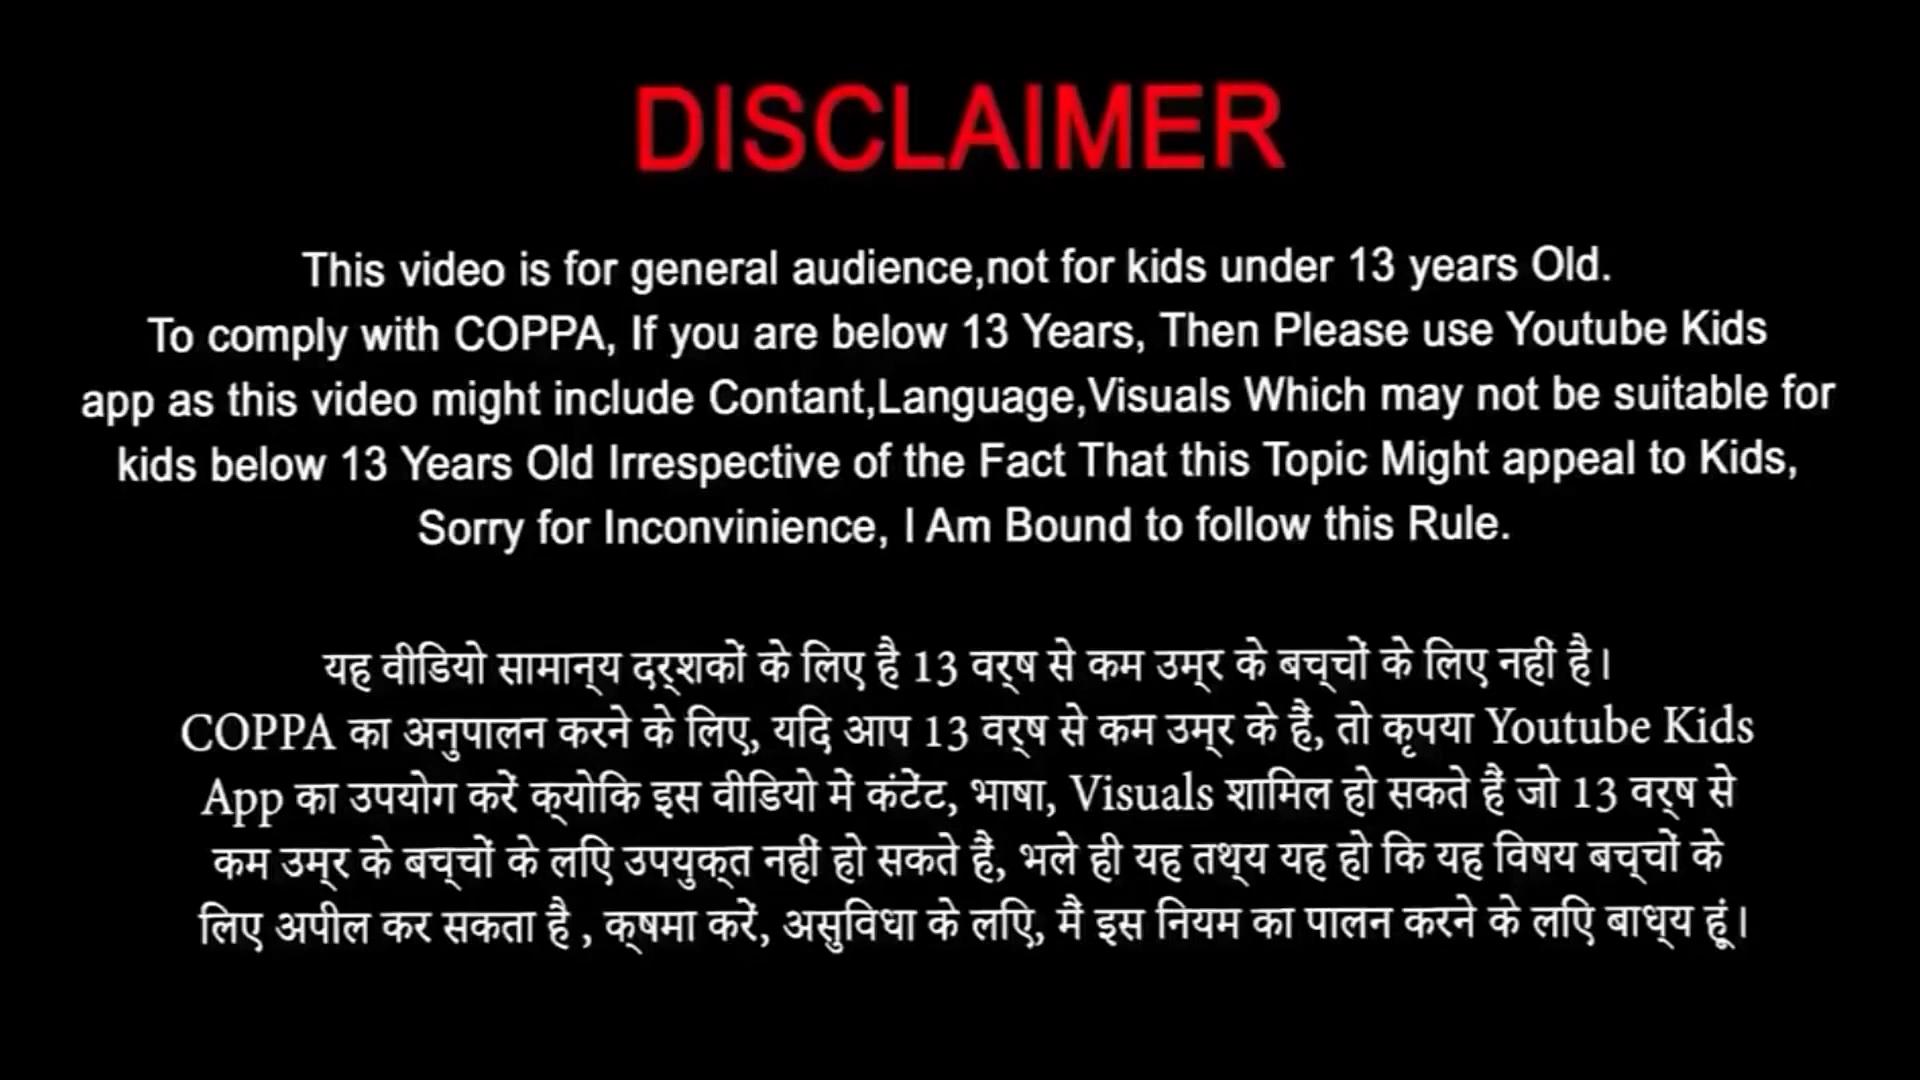 DISCLAIMER
This video is for general audience,not for kids under 13 years Old.
To comply with COPPA, If you are below 13 Years, Then Please use Youtube Kids
app as this video might include Contant,Language,Visuals Which may not be suitable for
kids below 13 Years Old Irrespective of the Fact That this Topic Might appeal to Kids,
Sorry for Inconvinience, I Am Bound to follow this Rule.
यह वीडियो सामान्‌य दर्‌शकों के लिए है 13 वर्‌ष से कम उम्‌र के बच्‌चों के लिए नहीं है।
COPPA का अनुपालन करने के लिए, यदि आप 13 वर्‌ष से कम उम्‌र के हैं, तो कृपया Youtube Kids
App का उपयोग करें क्‌योकि इस वीडियो में कंटेंट, भाषा, Visuals शामिल हो सकते हैं जो 13 वर्‌ष से
कम उम्‌र के बच्‌चों के लिए उपयुक्‌त नहीं हो सकते हैं, भले ही यह तथ्‌य यह हो कि यह विषय बच्‌चों के
लिए अपील कर सकता है , क्‌षमा करें, असुविधा के लिए, मैं इस नियम का पालन करने के लिए बाध्‌य हूं।